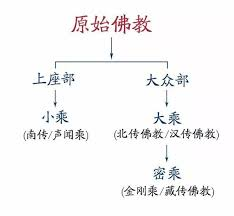 原始佛教
上座部
大众部
小乘
(南传/声闻乘)
大乘
(北传佛教/汉传佛教)
密乘
(金刚乘/藏传佛教)